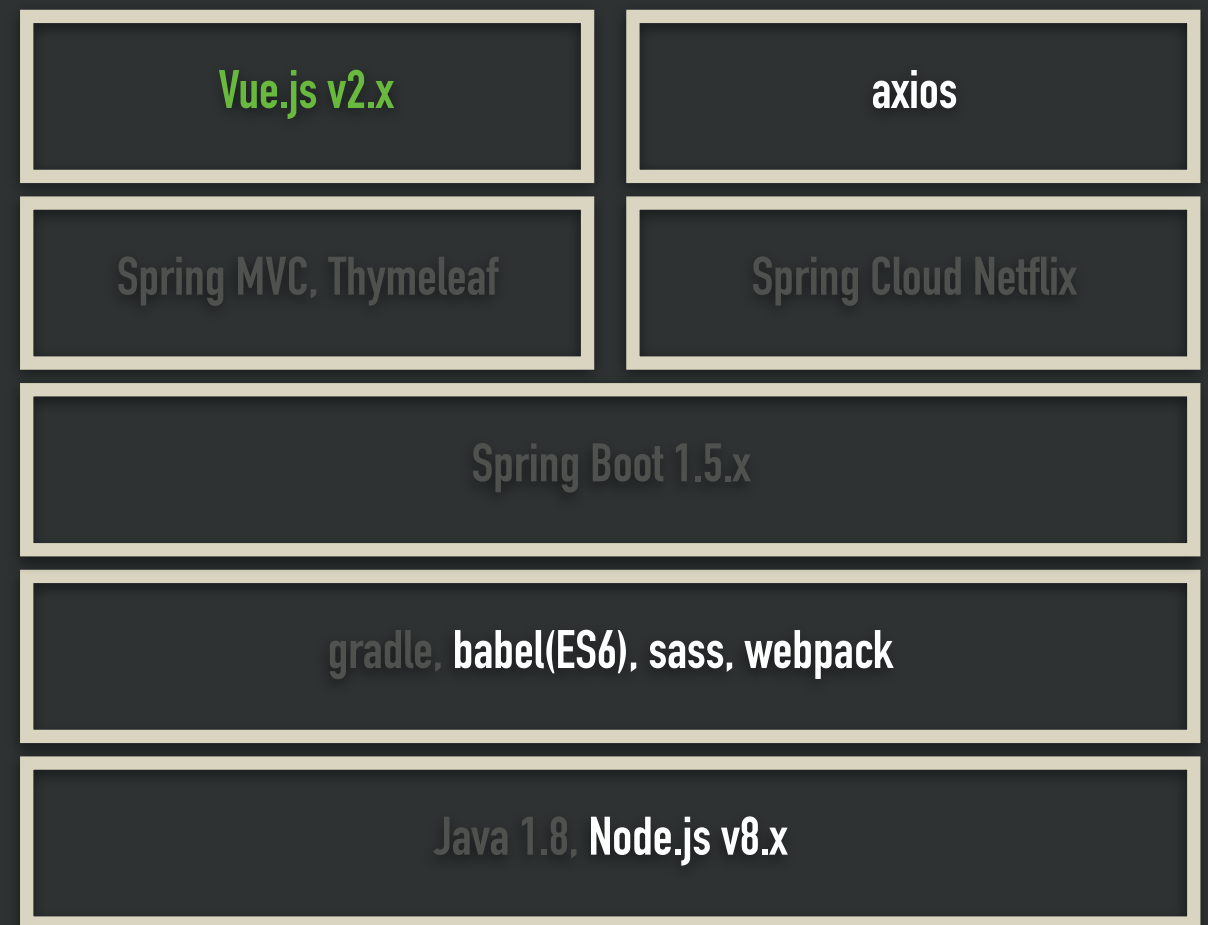 Vue.js v2.x
axios
Spring MVC, Thymeleaf
Spring Cloud Netflix
Spring Boot 1.5.x
gradle, babel(ES6), sass, webpack
Java 1.8, Node.js v8.x